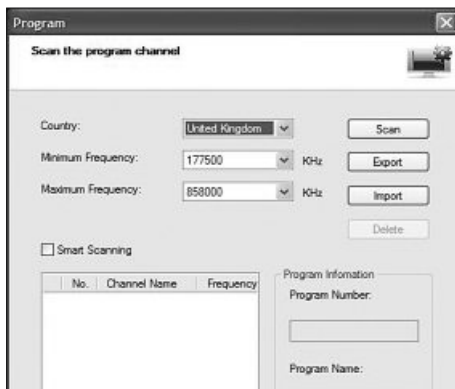 Program
Scan the program channel
Country: United Kingdom Scan
Minimum Frequency: 177500 KHz Export
Maximum Frequency: 858000 KHz Import
Delete
Smart Scanning
No. Channel Name Frequency
Program Infomation
Program Number:
Program Name: